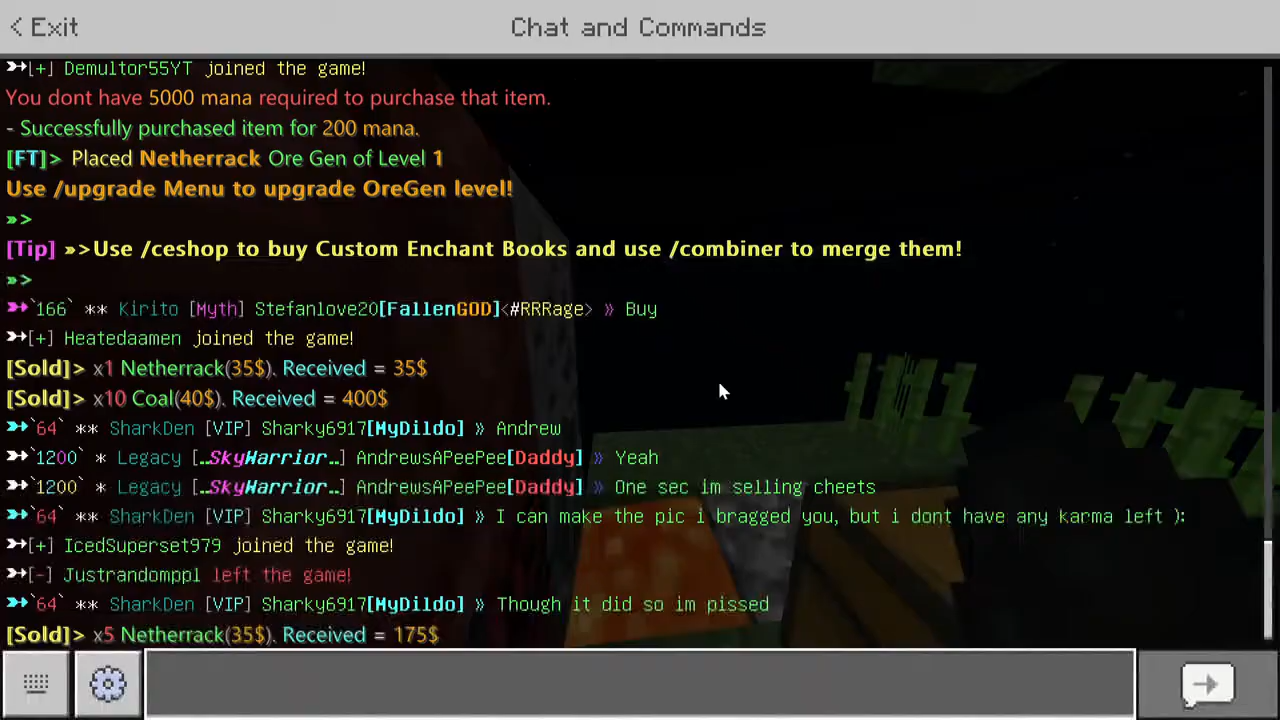 < Exit
Chat and Commands
[+] Demultor55YT joined the game!
You dont have 5000 mana required to purchase that item.
- Successfully purchased item for 200 mana.
[FT]> Placed Netherrack Ore Gen of Level 1
Use /upgrade Menu to upgrade OreGen level!
»>
[Tip] »>Use /ceshop to buy Custom Enchant Books and use /combiner to merge them!
»>
`166` ** Kirito [Myth] Stefanlove20[FallenGOD]<#RRRage> » Buy
[+] Heatedaamen joined the game!
[Sold]> x1 Netherrack(35$). Received = 35$
[Sold]> x10 Coal(40$). Received = 400$
`64` ** SharkDen [VIP] Sharky6917[MyDildo] » Andrew
`1200` * Legacy [..SkyWarrior..] AndrewsAPeePee[Daddy] » Yeah
`1200` * Legacy [..SkyWarrior..] AndrewsAPeePee[Daddy] » One sec im selling cheets
`64` ** SharkDen [VIP] Sharky6917[MyDildo] » I can make the pic i bragged you, but i dont have any karma left ):
[+] IcedSuperset979 joined the game!
[-] Justrandomppl left the game!
`64` ** SharkDen [VIP] Sharky6917[MyDildo] » Though it did so im pissed
[Sold]> x5 Netherrack(35$). Received = 175$